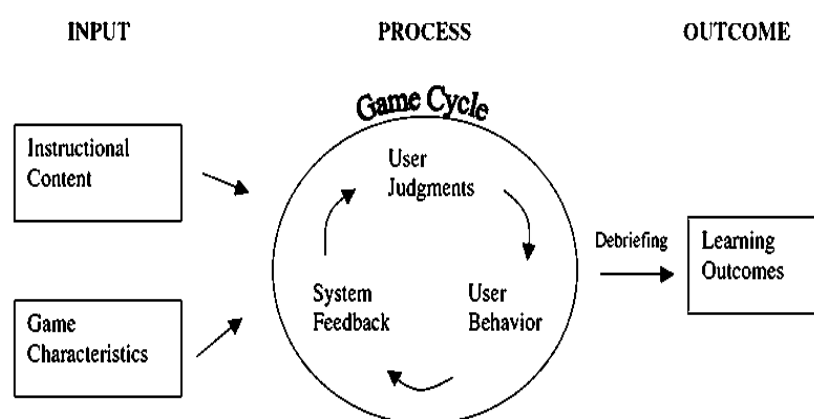 INPUT
PROCESS
OUTCOME
Game Cycle
Instructional
Content
User
Judgments
Debriefing
Learning
Outcomes
System
Feedback
User
Behavior
Game
Characteristics